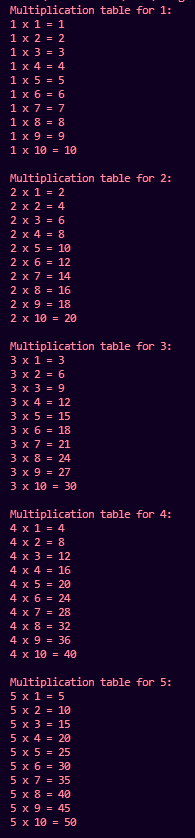 Multiplication table for 1:
1 x 1 = 1
1 x 2 = 2
1 x 3 = 3
1 x 4 = 4
1 x 5 = 5
1 x 6 = 6
1 x 7 = 7
1 x 8 = 8
1 x 9 = 9
1 x 10 = 10
Multiplication table for 2:
2 x 1 = 2
2 x 2 = 4
2 x 3 = 6
2 x 4 = 8
2 x 5 = 10
2 x 6 = 12
2 x 7 = 14
2 x 8 = 16
2 x 9 = 18
2 x 10 = 20
Multiplication table for 3:
3 x 1 = 3
3 x 2 = 6
3 x 3 = 9
3 x 4 = 12
3 x 5 = 15
3 x 6 = 18
3 x 7 = 21
3 x 8 = 24
3 x 9 = 27
3 x 10 = 30
Multiplication table for 4:
4 x 1 = 4
4 x 2 = 8
4 x 3 = 12
4 x 4 = 16
4 x 5 = 20
4 x 6 = 24
4 x 7 = 28
4 x 8 = 32
4 x 9 = 36
4 x 10 = 40
Multiplication table for 5:
5 x 1 = 5
5 x 2 = 10
5 x 3 = 15
5 x 4 = 20
5 x 5 = 25
5 x 6 = 30
5 x 7 = 35
5 x 8 = 40
5 x 9 = 45
5 x 10 = 50